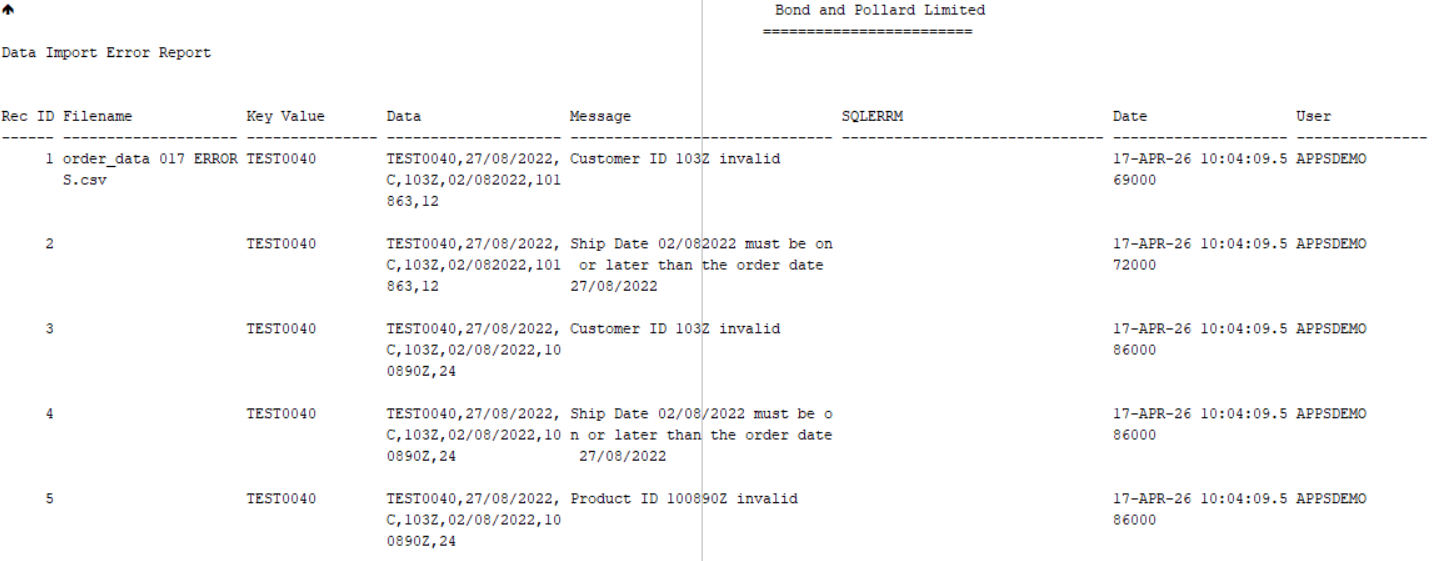 Bond and Pollard Limited
========================
Data Import Error Report
Rec ID Filename             Key Value       Data                 Message                        SQLERRM                        Date                 User
------ -------------------- --------------- -------------------- ------------------------------ ------------------------------ -------------------- ---------------
     1 order_data 017 ERROR TEST0040        TEST0040,27/08/2022, Customer ID 103Z invalid                                      17-APR-26 10:04:09.5 APPSDEMO
       S.csv                                C,103Z,02/082022,101                                                               69000
                                            863,12
     2                      TEST0040        TEST0040,27/08/2022, Ship Date 02/082022 must be on                                17-APR-26 10:04:09.5 APPSDEMO
                                            C,103Z,02/082022,101  or later than the order date                                 72000
                                            863,12               27/08/2022
     3                      TEST0040        TEST0040,27/08/2022, Customer ID 103Z invalid                                      17-APR-26 10:04:09.5 APPSDEMO
                                            C,103Z,02/08/2022,10                                                               86000
                                            0890Z,24
     4                      TEST0040        TEST0040,27/08/2022, Ship Date 02/08/2022 must be o                                17-APR-26 10:04:09.5 APPSDEMO
                                            C,103Z,02/08/2022,10 n or later than the order date                                86000
                                            0890Z,24              27/08/2022
     5                      TEST0040        TEST0040,27/08/2022, Product ID 100890Z invalid                                    17-APR-26 10:04:09.5 APPSDEMO
                                            C,103Z,02/08/2022,10                                                               86000
                                            0890Z,24